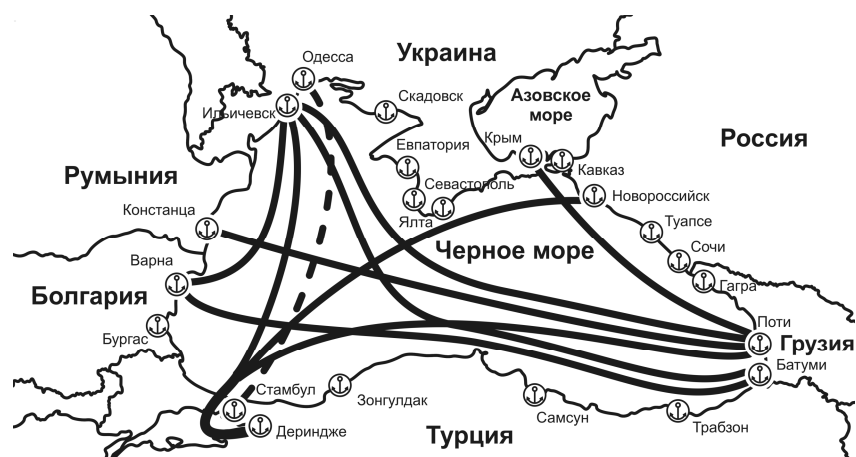 Одесса
Украина
Ильичевск
Скадовск
Азовское
море
Крым
Россия
Евпатория
Кавказ
Румыния
Севастополь
Новороссийск
Констанца
Ялта
Туапсе
Черное море
Сочи
Варна
Гагра
Болгария
Поти
Бургас
Грузия
Батуми
Стамбул
Зонгулдак
Самсун
Трабзон
Дериндже
Турция